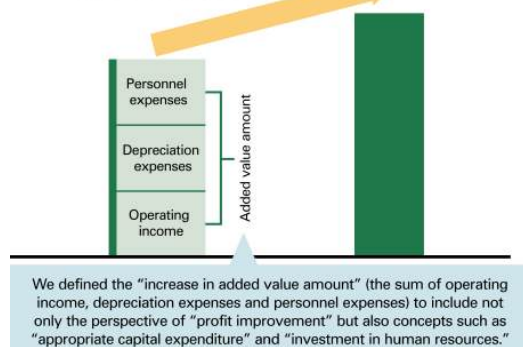 Personnel
expenses
Depreciation
expenses
Operating
income
Added value amount
We defined the “increase in added value amount” (the sum of operating
income, depreciation expenses and personnel expenses) to include not
only the perspective of “profit improvement” but also concepts such as
“appropriate capital expenditure” and “investment in human resources.”